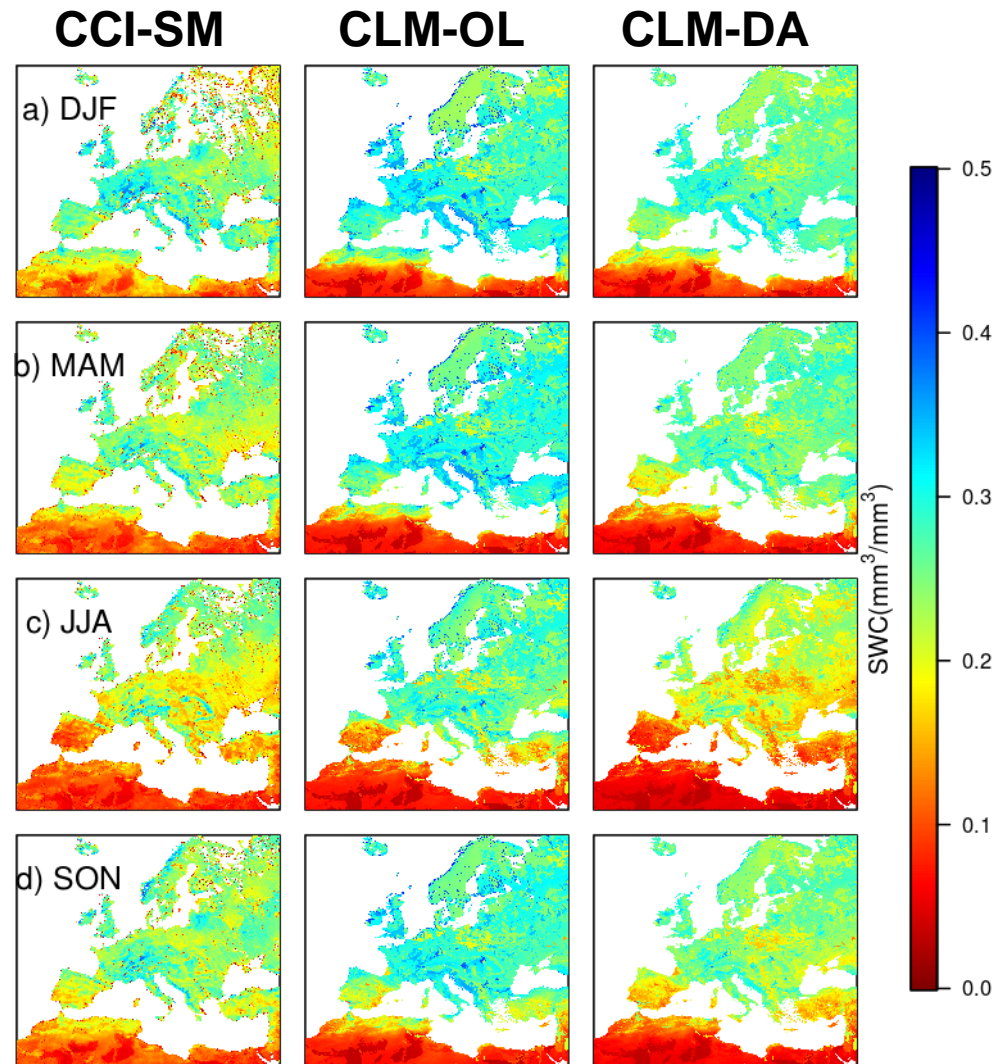 CCI-SM CLM-OL CLM-DA
a) DJF
b) MAM
c) JJA
d) SON
0.5
0.4
0.3
0.2
0.1
0.0
SWC(mm³/mm³)